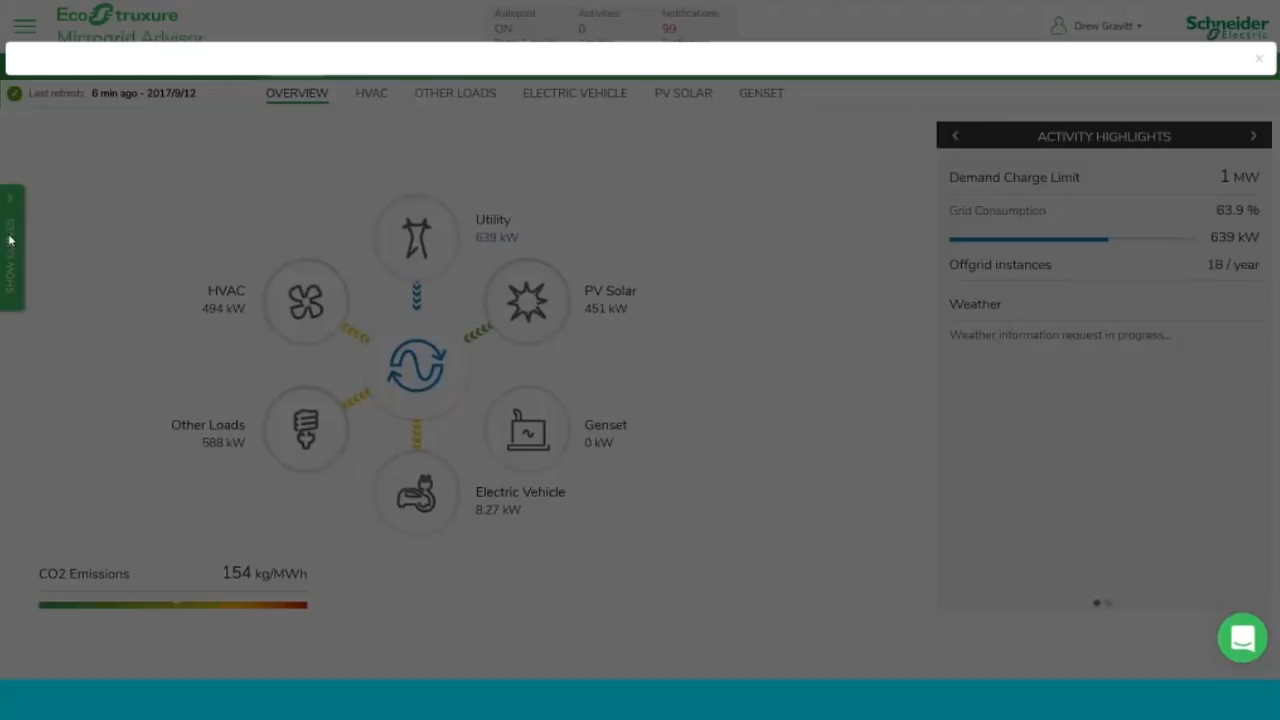 EcoStruxure
Microgrid Advisor
Autopilot
ON
Activities
0
Notifications
99
Drew Gravitt
Schneider
Electric
×
Last refresh: 6 min ago - 2017/9/12
OVERVIEW
HVAC
OTHER LOADS
ELECTRIC VEHICLE
PV SOLAR
GENSET
ACTIVITY HIGHLIGHTS
Demand Charge Limit 1 MW
Grid Consumption 63.9 %
639 kW
Offgrid instances 18 / year
Weather
Weather information request in progress...
Utility
639 kW
HVAC
494 kW
PV Solar
451 kW
Other Loads
588 kW
Genset
0 kW
Electric Vehicle
8.27 kW
CO2 Emissions 154 kg/MWh
SHOW